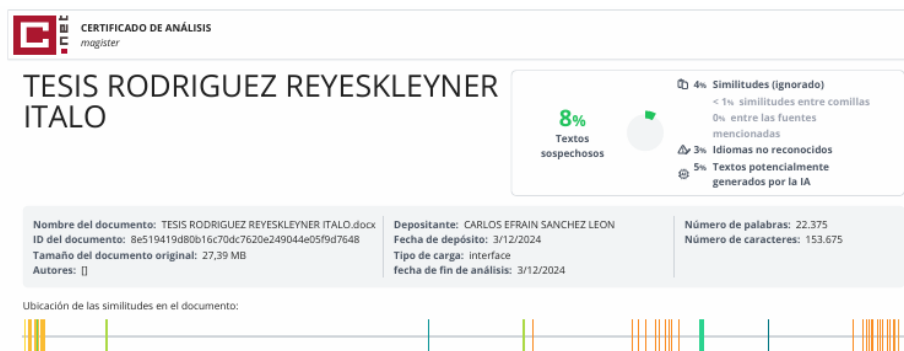 C .net
CERTIFICADO DE ANÁLISIS
magister
TESIS RODRIGUEZ REYESKLEYNER
ITALO
8%
Textos
sospechosos
4% Similitudes (ignorado)
< 1% similitudes entre comillas
0% entre las fuentes
mencionadas
3% Idiomas no reconocidos
5% Textos potencialmente
generados por la IA
Nombre del documento: TESIS RODRIGUEZ REYESKLEYNER ITALO.docx
ID del documento: 8e519419d80b16c70dc7620e249044e05f9d7648
Tamaño del documento original: 27,39 MB
Autores: []
Depositante: CARLOS EFRAIN SANCHEZ LEON
Fecha de depósito: 3/12/2024
Tipo de carga: interface
fecha de fin de análisis: 3/12/2024
Número de palabras: 22.375
Número de caracteres: 153.675
Ubicación de las similitudes en el documento: